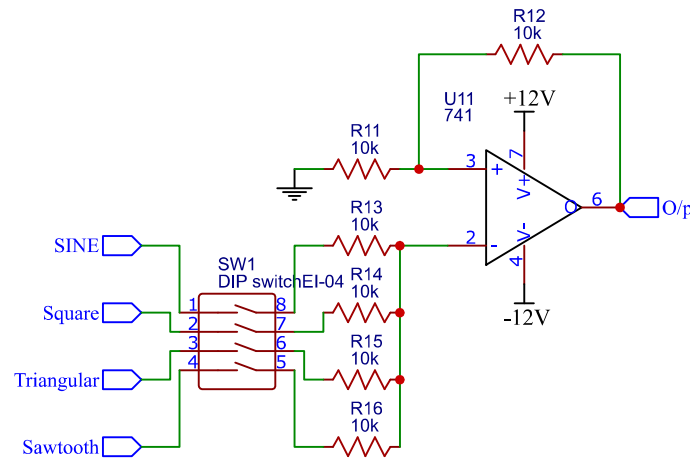 R12
10k
U11
741
+12V
R11
10k
3
+
7
V+
6
O
O/p
2
-
V-
4
-12V
R13
10k
SINE
SW1
DIP switchEI-04
R14
10k
Square
1
8
2
7
R15
10k
3
6
Triangular
4
5
R16
10k
Sawtooth